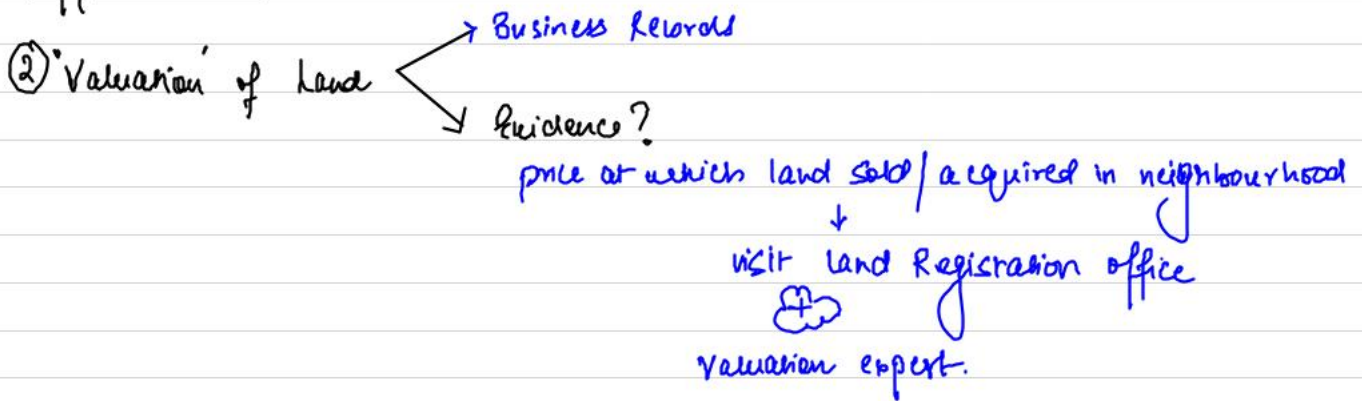 → Business Records
② 'Valuation' of Land
→ Evidence?
price at which land sold/acquired in neighbourhood
↓
visit Land Registration office
+
Valuation expert.